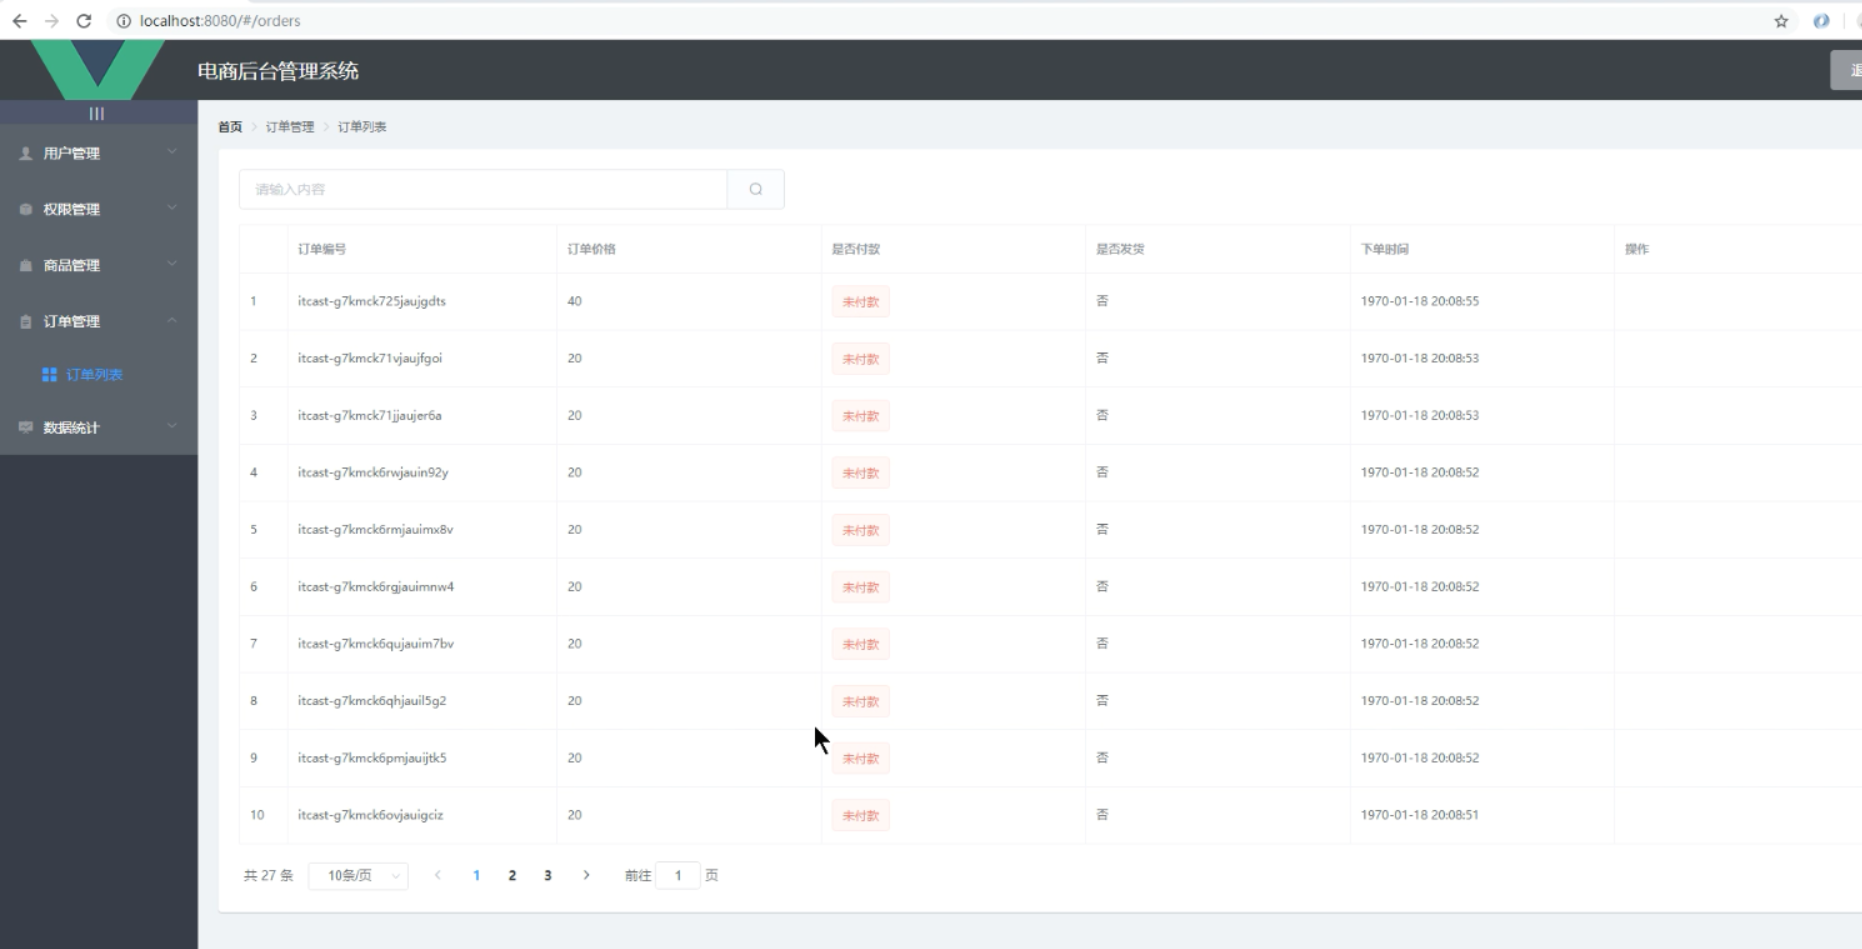 localhost:8080/#/orders
电商后台管理系统
首页 订单管理 订单列表
用户管理
权限管理
商品管理
订单管理
订单列表
数据统计
请输入内容
订单编号 订单价格 是否付款 是否发货 下单时间 操作
1 itcast-g7kmck725jaujgdts 40 未付款 否 1970-01-18 20:08:55
2 itcast-g7kmck71vjaujfgoi 20 未付款 否 1970-01-18 20:08:53
3 itcast-g7kmck71jjaujer6a 20 未付款 否 1970-01-18 20:08:53
4 itcast-g7kmck6rwjauin92y 20 未付款 否 1970-01-18 20:08:52
5 itcast-g7kmck6rmjauimx8v 20 未付款 否 1970-01-18 20:08:52
6 itcast-g7kmck6rgjauimnw4 20 未付款 否 1970-01-18 20:08:52
7 itcast-g7kmck6qujauim7bv 20 未付款 否 1970-01-18 20:08:52
8 itcast-g7kmck6qhjauil5g2 20 未付款 否 1970-01-18 20:08:52
9 itcast-g7kmck6pmjauijtk5 20 未付款 否 1970-01-18 20:08:52
10 itcast-g7kmck6ovjauigciz 20 未付款 否 1970-01-18 20:08:51
共 27 条 10条/页 1 2 3 前往 1 页